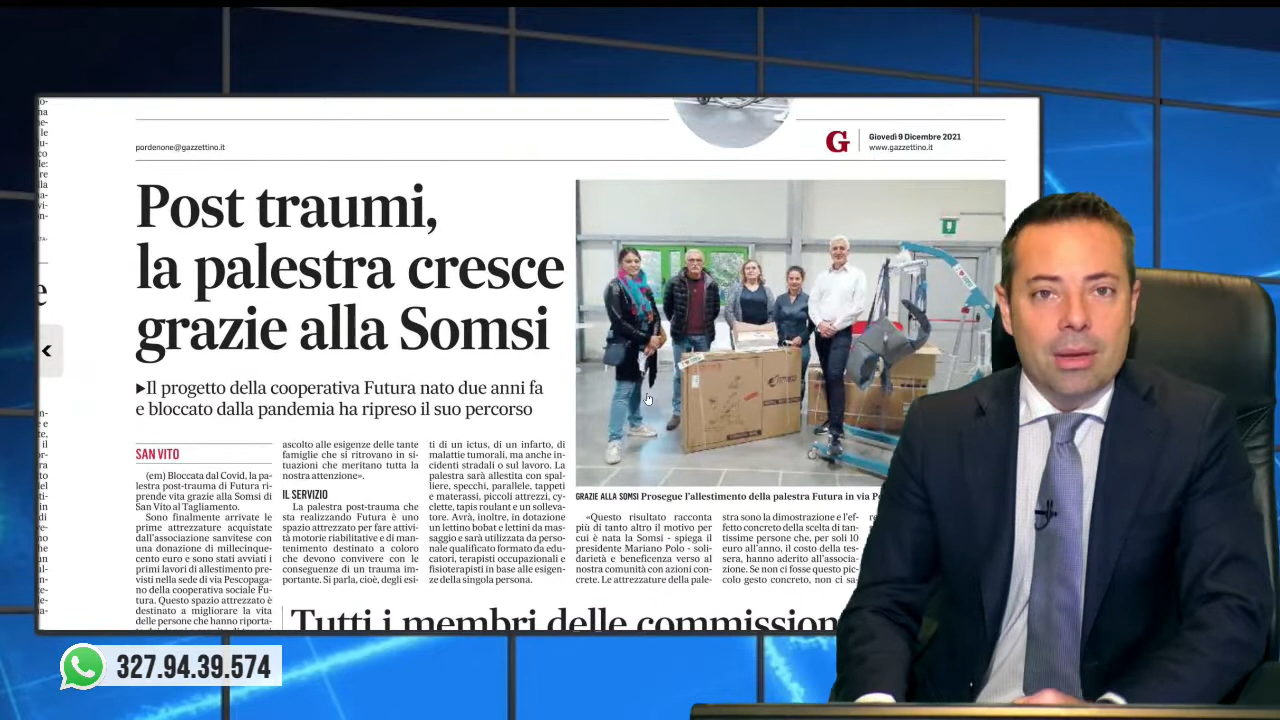 pordenone@gazzettino.it
G
Giovedì 9 Dicembre 2021
www.gazzettino.it
Post traumi,
la palestra cresce
grazie alla Somsi
▶Il progetto della cooperativa Futura nato due anni fa
e bloccato dalla pandemia ha ripreso il suo percorso
SAN VITO
(em) Bloccata dal Covid, la pa-
lestra post-trauma di Futura ri-
prende vita grazie alla Somsi di
San Vito al Tagliamento.
Sono finalmente arrivate le
prime attrezzature acquistate
dall'associazione sanvitese con
una donazione di millecinque-
cento euro e sono stati avviati i
primi lavori di allestimento pre-
visti nella sede di via Pescopaga-
no della cooperativa sociale Fu-
tura. Questo spazio attrezzato è
destinato a migliorare la vita
delle persone che hanno riporta-
ascolto alle esigenze delle tante
famiglie che si ritrovano in si-
tuazioni che meritano tutta la
nostra attenzione».
IL SERVIZIO
La palestra post-trauma che
sta realizzando Futura è uno
spazio attrezzato per fare attivi-
tà motorie riabilitative e di man-
tenimento destinato a coloro
che devono convivere con le
conseguenze di un trauma im-
portante. Si parla, cioè, degli esi-
ti di un ictus, di un infarto, di
malattie tumorali, ma anche in-
cidenti stradali o sul lavoro. La
palestra sarà allestita con spal-
liere, specchi, parallele, tappeti
e materassi, piccoli attrezzi, cy-
clette, tapis roulant e un solleva-
tore. Avrà, inoltre, in dotazione
un lettino bobat e lettini da mas-
saggio e sarà utilizzata da perso-
nale qualificato formato da edu-
catori, terapisti occupazionali e
fisioterapisti in base alle esigen-
ze della singola persona.
GRAZIE ALLA SOMSI Prosegue l'allestimento della palestra Futura in via
«Questo risultato racconta
più di tanto altro il motivo per
cui è nata la Somsi - spiega il
presidente Mariano Polo - soli-
darietà e beneficenza verso al
nostra comunità con azioni con-
crete. Le attrezzature della pale-
stra sono la dimostrazione e l'ef-
fetto concreto della scelta di tan-
tissime persone che, per soli 10
euro all'anno, il costo della tes-
sera, hanno aderito all'associa-
zione. Se non ci fosse questo pic-
colo gesto concreto, non ci sa-
Tutti i membri delle commission
327.94.39.574